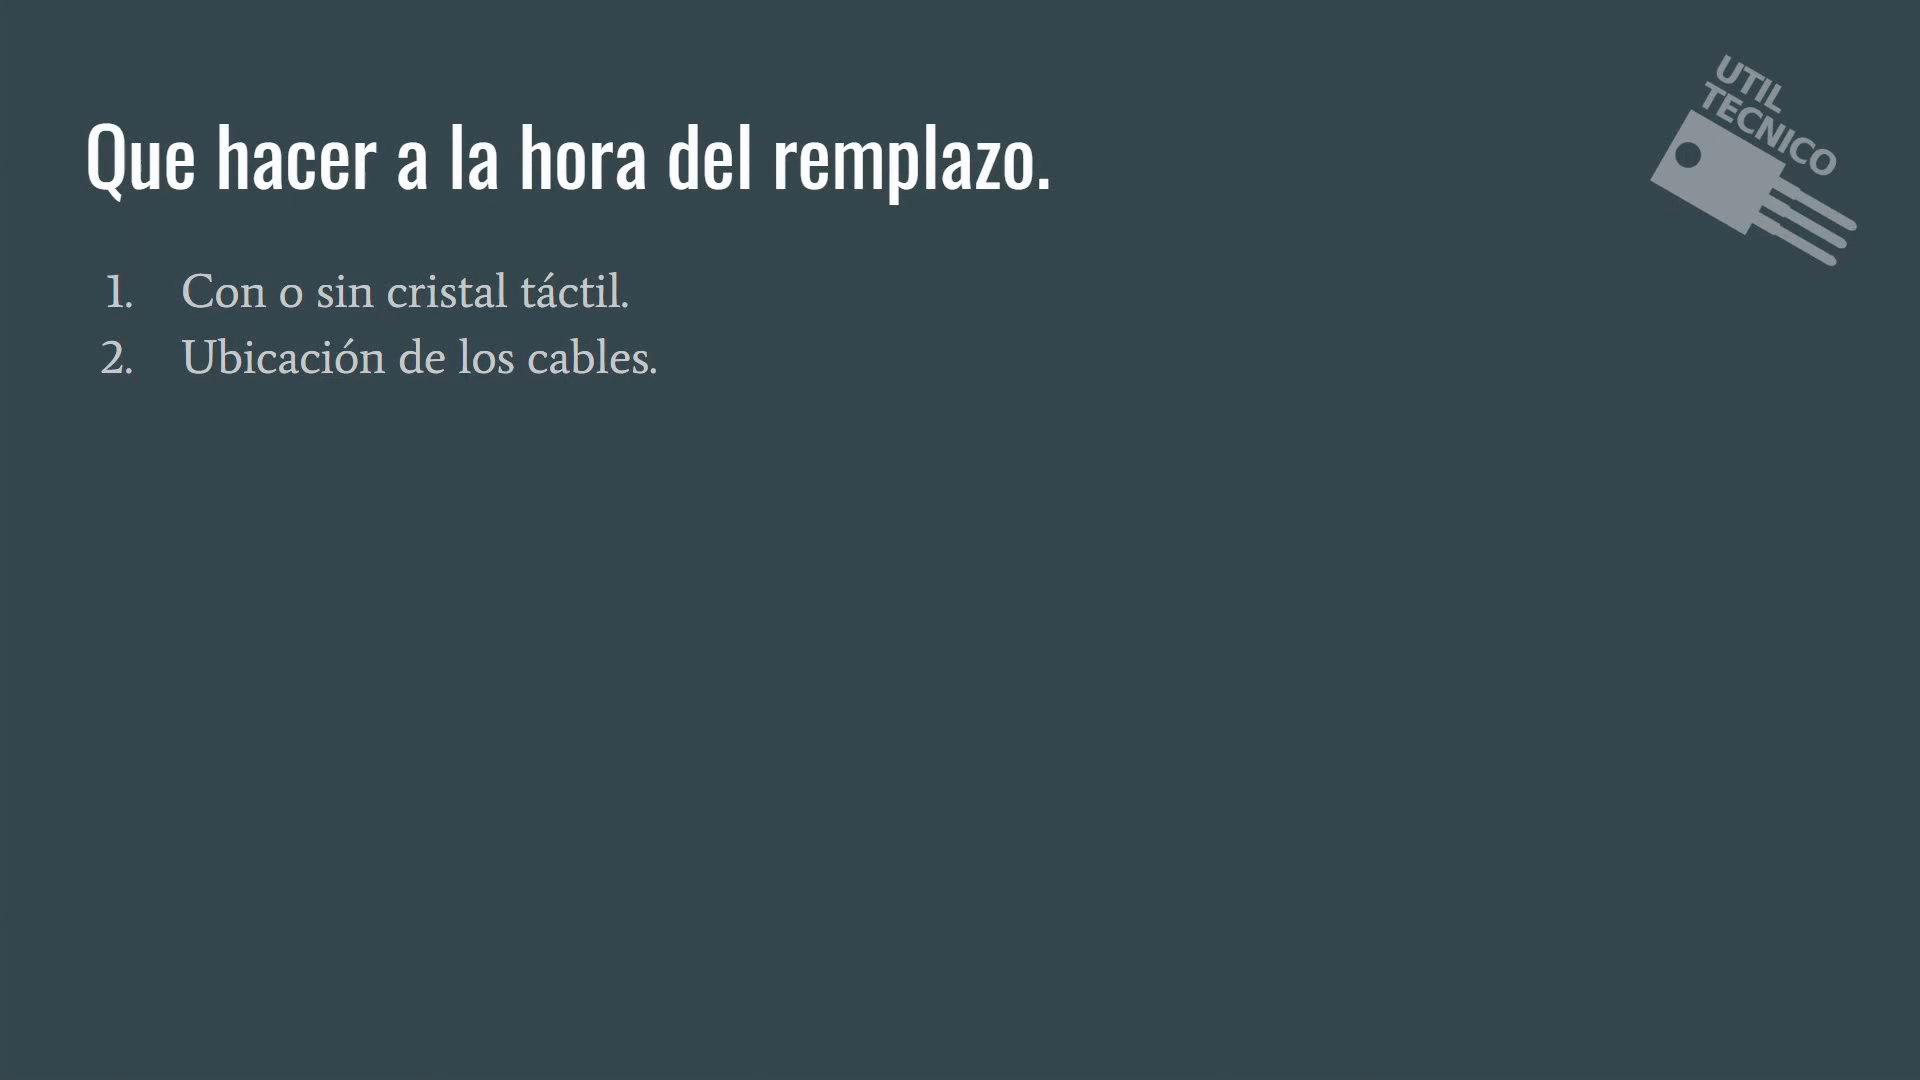 UTIL
TECNICO
Que hacer a la hora del remplazo.
1. Con o sin cristal táctil.
2. Ubicación de los cables.